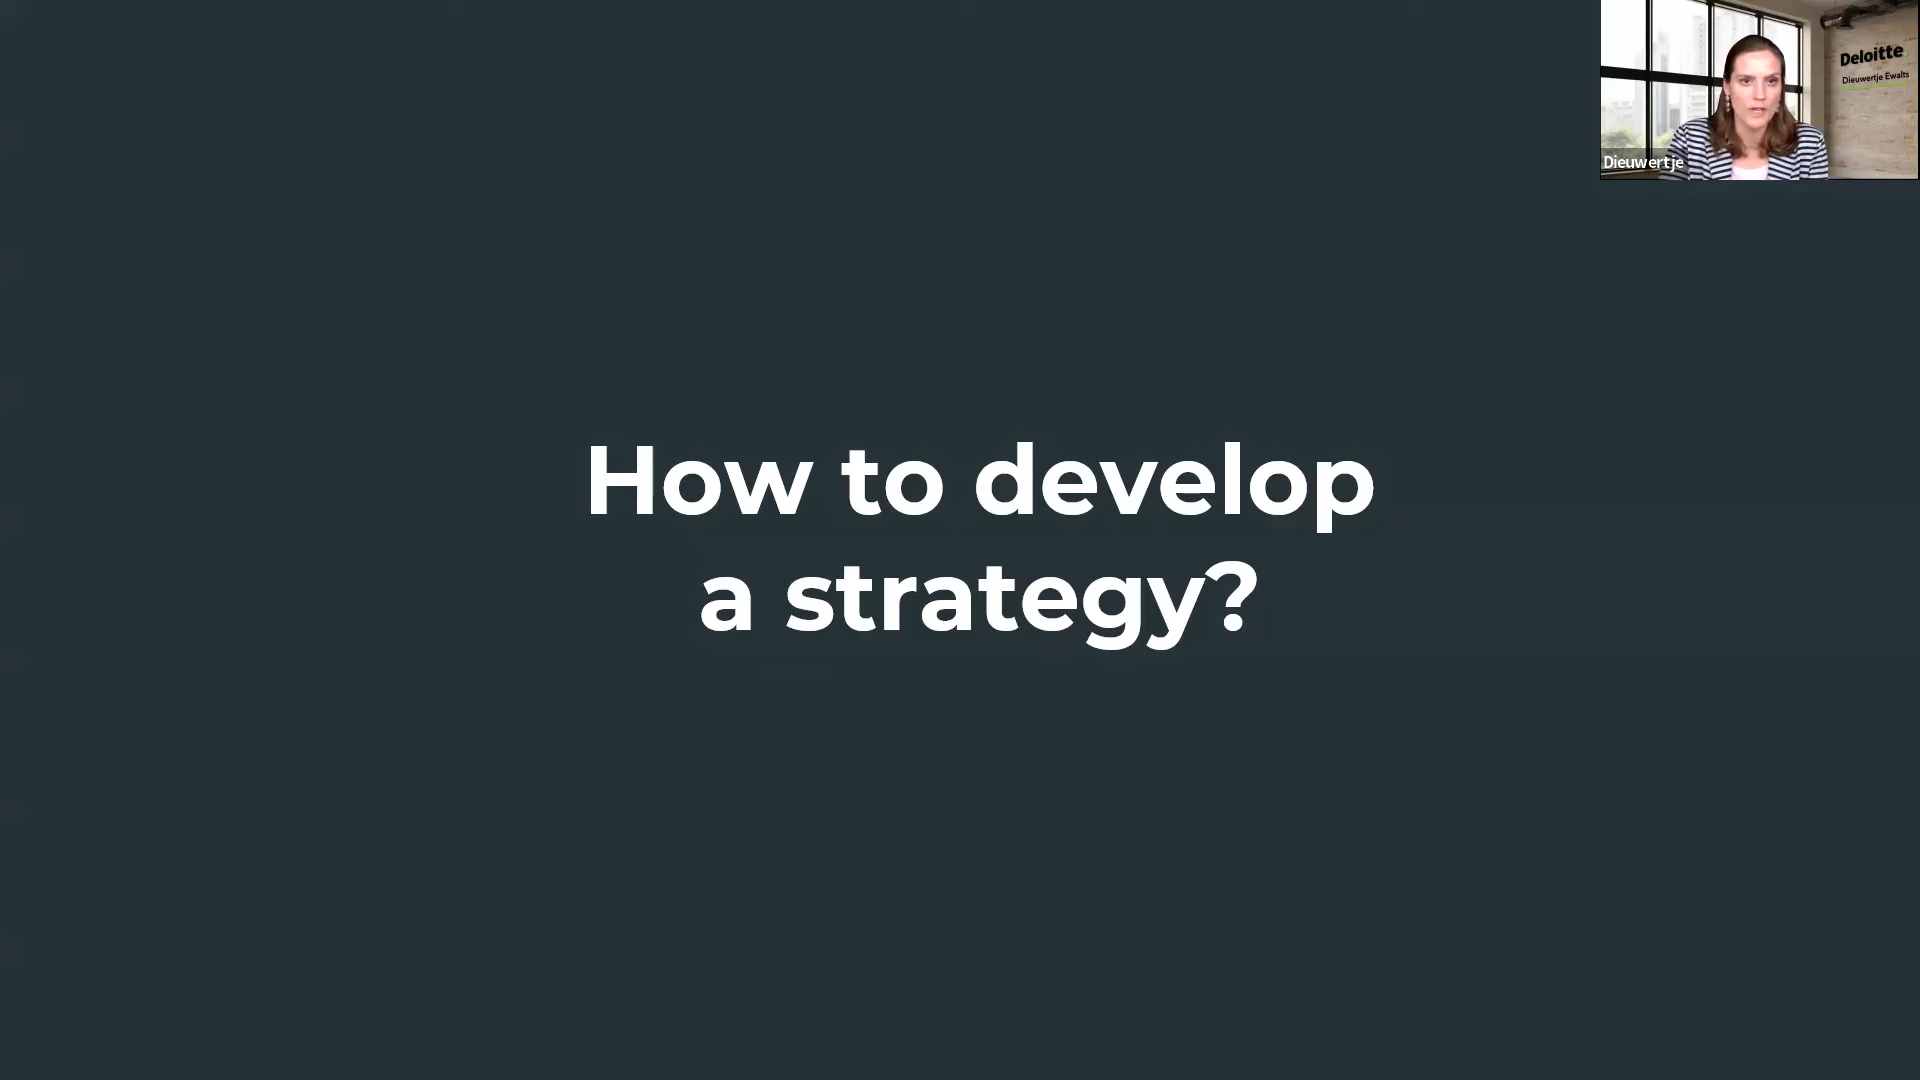 How to develop
a strategy?
Deloitte.
Dieuwertje Ewalts
Dieuwertje